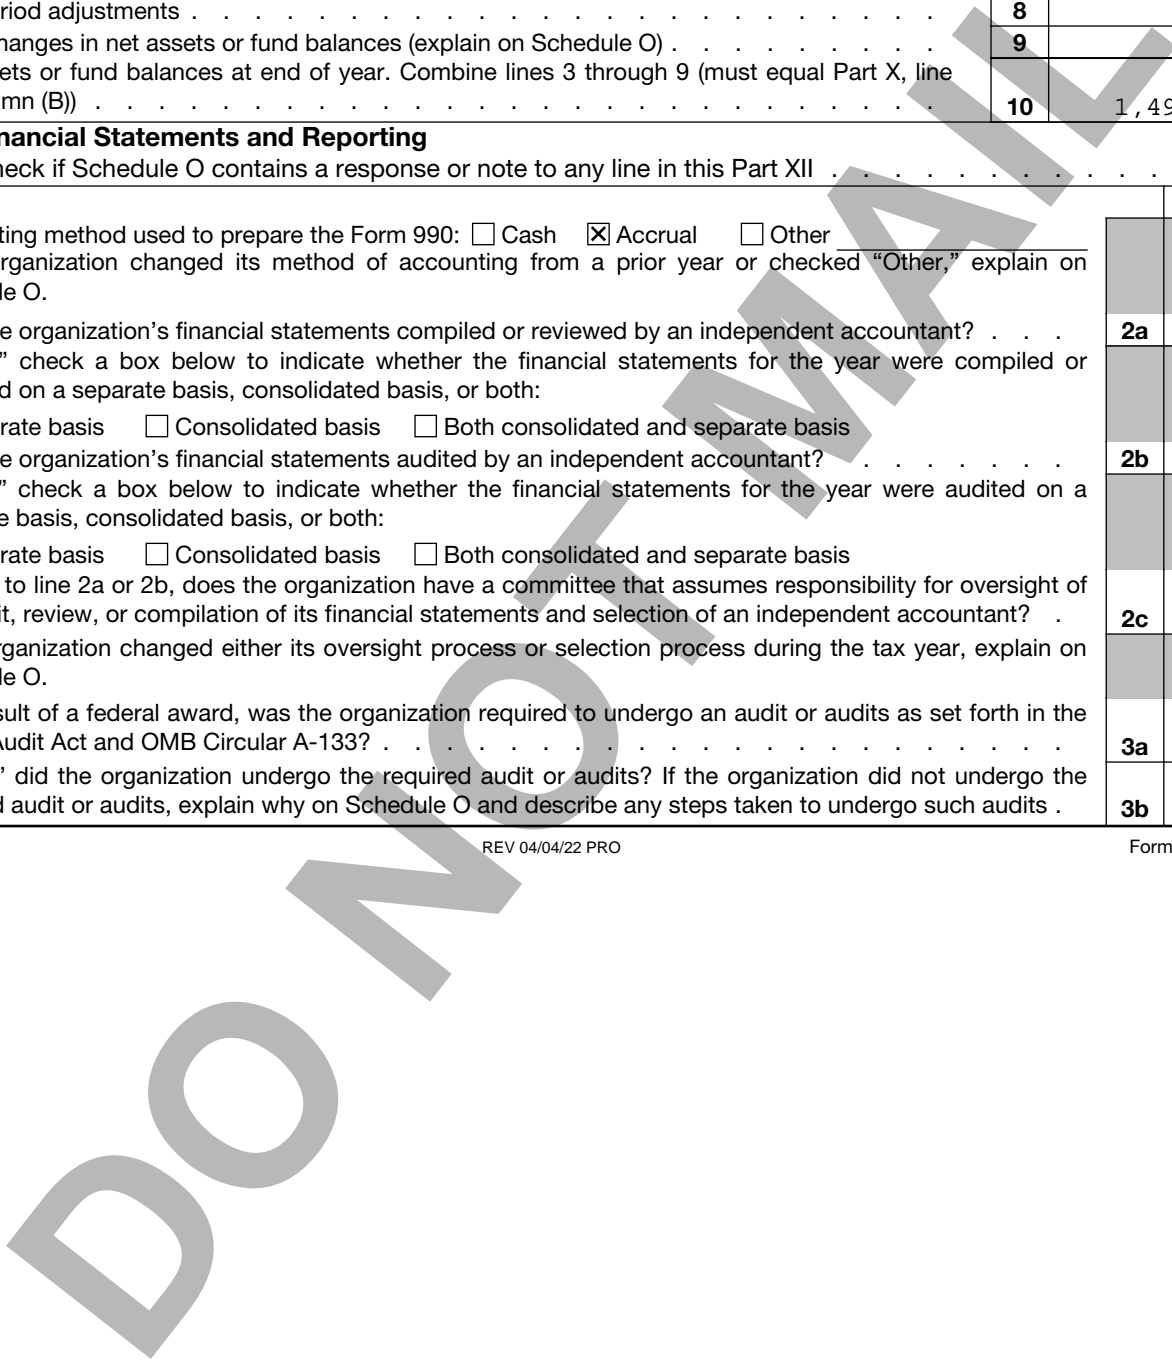 riod adjustments . . . . . . . . . . . . . . . . . . . . . . . . 8
hanges in net assets or fund balances (explain on Schedule O) . . . . . . . . . 9
ets or fund balances at end of year. Combine lines 3 through 9 (must equal Part X, line
mn (B)) . . . . . . . . . . . . . . . . . . . . . . . . . . . 10 1,49
nancial Statements and Reporting
heck if Schedule O contains a response or note to any line in this Part XII . . . . . . . . . . .
ting method used to prepare the Form 990: ☐ Cash ☒ Accrual ☐ Other
rganization changed its method of accounting from a prior year or checked “Other,” explain on
le O.
e organization’s financial statements compiled or reviewed by an independent accountant? . . . 2a
” check a box below to indicate whether the financial statements for the year were compiled or
d on a separate basis, consolidated basis, or both:
rate basis ☐ Consolidated basis ☐ Both consolidated and separate basis
e organization’s financial statements audited by an independent accountant? . . . . . . . 2b
” check a box below to indicate whether the financial statements for the year were audited on a
e basis, consolidated basis, or both:
rate basis ☐ Consolidated basis ☐ Both consolidated and separate basis
to line 2a or 2b, does the organization have a committee that assumes responsibility for oversight of
it, review, or compilation of its financial statements and selection of an independent accountant? . 2c
rganization changed either its oversight process or selection process during the tax year, explain on
le O.
sult of a federal award, was the organization required to undergo an audit or audits as set forth in the
Audit Act and OMB Circular A-133? . . . . . . . . . . . . . . . . . . . . . . 3a
” did the organization undergo the required audit or audits? If the organization did not undergo the
d audit or audits, explain why on Schedule O and describe any steps taken to undergo such audits . 3b
REV 04/04/22 PRO Form
DO NOT MAIL